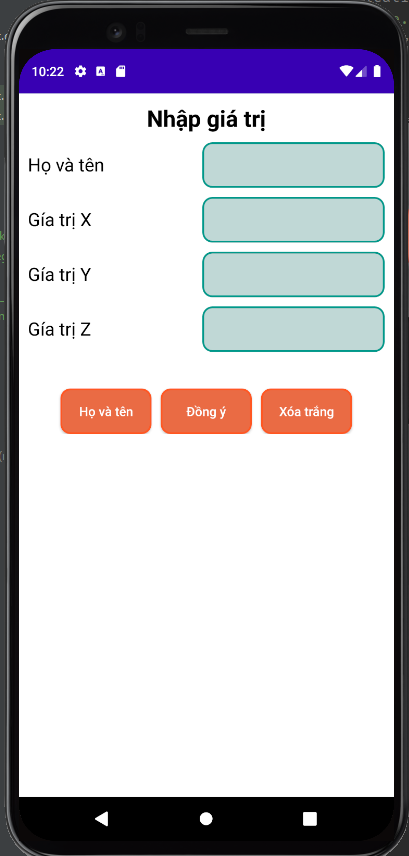 10:22
Nhập giá trị
Họ và tên
Gía trị X
Gía trị Y
Gía trị Z
Họ và tên Đồng ý Xóa trắng